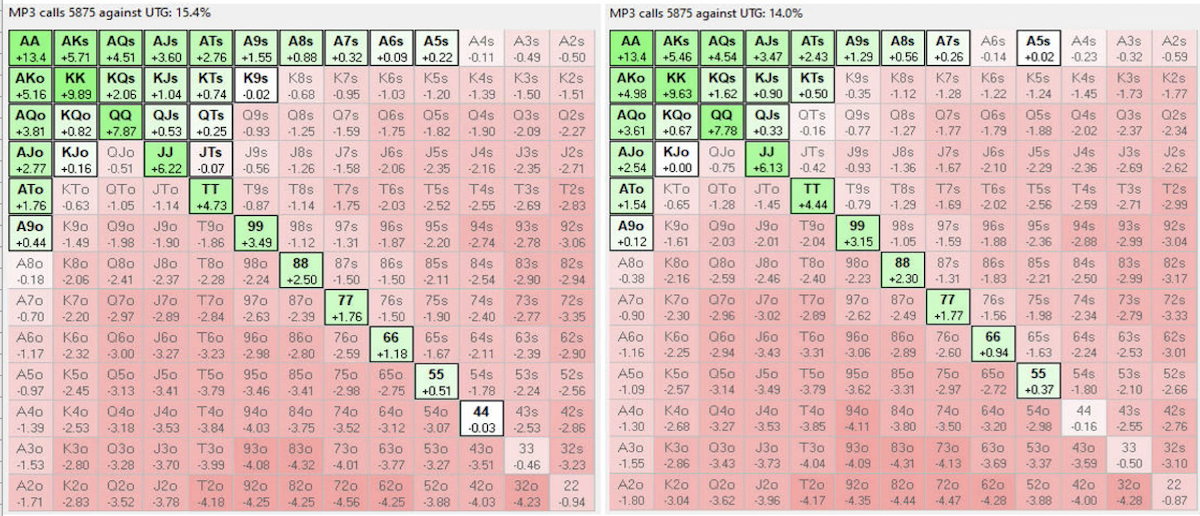 MP3 calls 5875 against UTG: 15.4%
AA AKs AQs AJs ATs A9s A8s A7s A6s A5s A4s A3s A2s
+13.4 +5.71 +4.51 +3.60 +2.76 +1.55 +0.88 +0.32 +0.09 +0.22 -0.11 -0.49 -0.50
AKo KK KQs KJs KTs K9s K8s K7s K6s K5s K4s K3s K2s
+5.16 +9.89 +2.06 +1.04 +0.74 -0.02 -0.68 -0.95 -1.03 -1.20 -1.39 -1.50 -1.51
AQo KQo QQ QJs QTs Q9s Q8s Q7s Q6s Q5s Q4s Q3s Q2s
+3.81 +0.82 +7.87 +0.53 +0.25 -0.93 -1.25 -1.59 -1.75 -1.82 -1.90 -2.09 -2.27
AJo KJo QJo JJ JTs J9s J8s J7s J6s J5s J4s J3s J2s
+2.77 +0.16 -0.51 +6.22 -0.07 -0.56 -1.26 -1.58 -2.06 -2.35 -2.16 -2.35 -2.71
ATo KTo QTo JTo TT T9s T8s T7s T6s T5s T4s T3s T2s
+1.76 -0.63 -1.05 -1.14 +4.73 -0.87 -1.14 -1.75 -2.03 -2.52 -2.55 -2.69 -2.83
A9o K9o Q9o J9o T9o 99 98s 97s 96s 95s 94s 93s 92s
+0.44 -1.49 -1.98 -1.90 -1.86 +3.49 -1.12 -1.31 -1.87 -2.20 -2.74 -2.78 -3.06
A8o K8o Q8o J8o T8o 98o 88 87s 86s 85s 84s 83s 82s
-0.18 -2.06 -2.41 -2.37 -2.28 -2.24 +2.50 -1.50 -1.50 -2.11 -2.54 -2.90 -2.94
A7o K7o Q7o J7o T7o 97o 87o 77 76s 75s 74s 73s 72s
-0.70 -2.20 -2.97 -2.89 -2.84 -2.63 -2.39 +1.76 -1.50 -1.90 -2.40 -2.77 -3.35
A6o K6o Q6o J6o T6o 96o 86o 76o 66 65s 64s 63s 62s
-1.17 -2.32 -3.00 -3.27 -3.23 -2.98 -2.80 -2.59 +1.18 -1.67 -2.11 -2.39 -2.90
A5o K5o Q5o J5o T5o 95o 85o 75o 65o 55 54s 53s 52s
-0.97 -2.45 -3.13 -3.41 -3.79 -3.46 -3.41 -2.98 -2.75 +0.51 -1.78 -2.24 -2.56
A4o K4o Q4o J4o T4o 94o 84o 74o 64o 54o 44 43s 42s
-1.39 -2.53 -3.18 -3.53 -3.84 -4.03 -3.75 -3.52 -3.12 -3.07 -0.03 -2.53 -2.86
A3o K3o Q3o J3o T3o 93o 83o 73o 63o 53o 43o 33 32s
-1.53 -2.80 -3.28 -3.70 -3.99 -4.08 -4.32 -4.01 -3.77 -3.27 -3.51 -0.46 -3.23
A2o K2o Q2o J2o T2o 92o 82o 72o 62o 52o 42o 32o 22
-1.71 -2.83 -3.52 -3.78 -4.18 -4.25 -4.25 -4.56 -4.25 -3.88 -4.03 -4.23 -0.94
MP3 calls 5875 against UTG: 14.0%
AA AKs AQs AJs ATs A9s A8s A7s A6s A5s A4s A3s A2s
+13.4 +5.46 +4.54 +3.47 +2.43 +1.29 +0.56 +0.26 -0.14 +0.02 -0.23 -0.32 -0.59
AKo KK KQs KJs KTs K9s K8s K7s K6s K5s K4s K3s K2s
+4.98 +9.63 +1.62 +0.90 +0.50 -0.35 -1.12 -1.28 -1.22 -1.24 -1.45 -1.73 -1.77
AQo KQo QQ QJs QTs Q9s Q8s Q7s Q6s Q5s Q4s Q3s Q2s
+3.61 +0.67 +7.78 +0.33 -0.16 -0.77 -1.27 -1.77 -1.79 -1.88 -2.02 -2.37 -2.34
AJo KJo QJo JJ JTs J9s J8s J7s J6s J5s J4s J3s J2s
+2.54 +0.00 -0.75 +6.13 -0.42 -0.93 -1.36 -1.67 -2.10 -2.29 -2.36 -2.69 -2.62
ATo KTo QTo JTo TT T9s T8s T7s T6s T5s T4s T3s T2s
+1.54 -0.65 -1.28 -1.45 +4.44 -0.79 -1.29 -1.69 -2.02 -2.56 -2.59 -2.71 -2.99
A9o K9o Q9o J9o T9o 99 98s 97s 96s 95s 94s 93s 92s
+0.12 -1.61 -2.03 -2.01 -2.04 +3.15 -1.05 -1.59 -1.88 -2.36 -2.88 -2.99 -3.04
A8o K8o Q8o J8o T8o 98o 88 87s 86s 85s 84s 83s 82s
-0.38 -2.16 -2.59 -2.46 -2.40 -2.23 +2.30 -1.31 -1.83 -2.21 -2.50 -2.99 -3.17
A7o K7o Q7o J7o T7o 97o 87o 77 76s 75s 74s 73s 72s
-0.90 -2.30 -2.96 -3.02 -2.89 -2.62 -2.49 +1.77 -1.56 -1.98 -2.34 -2.79 -3.33
A6o K6o Q6o J6o T6o 96o 86o 76o 66 65s 64s 63s 62s
-1.16 -2.25 -2.94 -3.43 -3.31 -3.06 -2.89 -2.60 +0.94 -1.63 -2.24 -2.53 -3.01
A5o K5o Q5o J5o T5o 95o 85o 75o 65o 55 54s 53s 52s
-1.09 -2.57 -3.14 -3.49 -3.79 -3.62 -3.31 -2.97 -2.72 +0.37 -1.80 -2.10 -2.66
A4o K4o Q4o J4o T4o 94o 84o 74o 64o 54o 44 43s 42s
-1.30 -2.68 -3.27 -3.53 -3.85 -4.11 -3.80 -3.50 -3.20 -2.98 -0.16 -2.55 -2.76
A3o K3o Q3o J3o T3o 93o 83o 73o 63o 53o 43o 33 32s
-1.55 -2.86 -3.43 -3.73 -4.04 -4.09 -4.31 -4.13 -3.69 -3.37 -3.59 -0.50 -3.10
A2o K2o Q2o J2o T2o 92o 82o 72o 62o 52o 42o 32o 22
-1.80 -3.04 -3.62 -3.96 -4.17 -4.35 -4.44 -4.47 -4.28 -3.88 -4.00 -4.28 -0.87